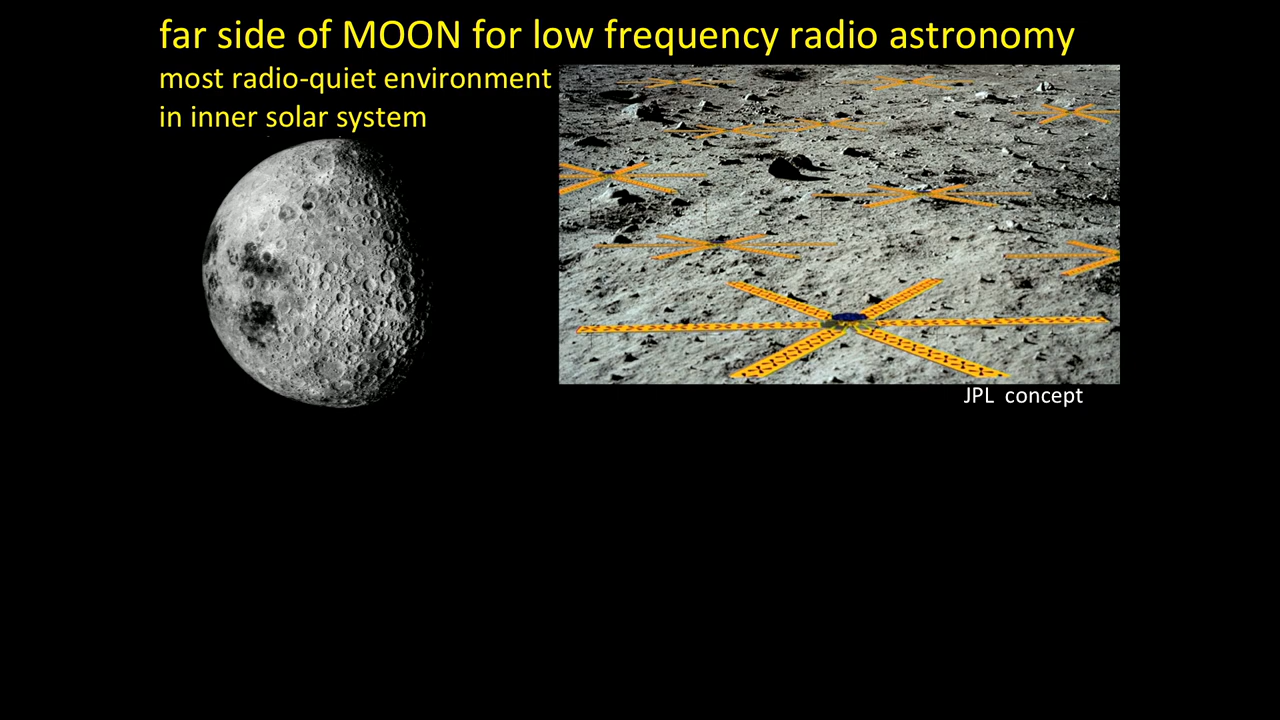 far side of MOON for low frequency radio astronomy
most radio-quiet environment
in inner solar system
JPL concept